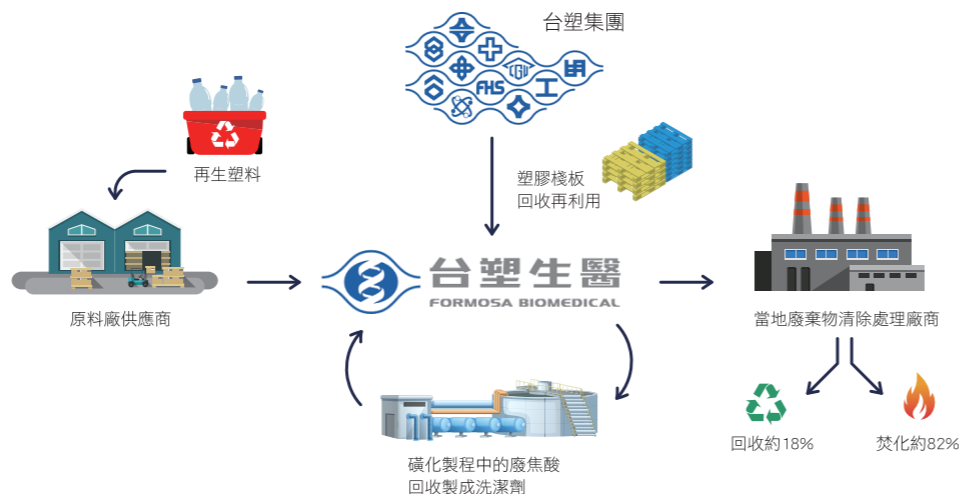 台塑集團
CGU
FHS
再生塑料
塑膠棧板
回收再利用
台塑生醫
FORMOSA BIOMEDICAL
原料廠供應商
當地廢棄物清除處理廠商
回收約18%
焚化約82%
磺化製程中的廢焦酸
回收製成洗潔劑